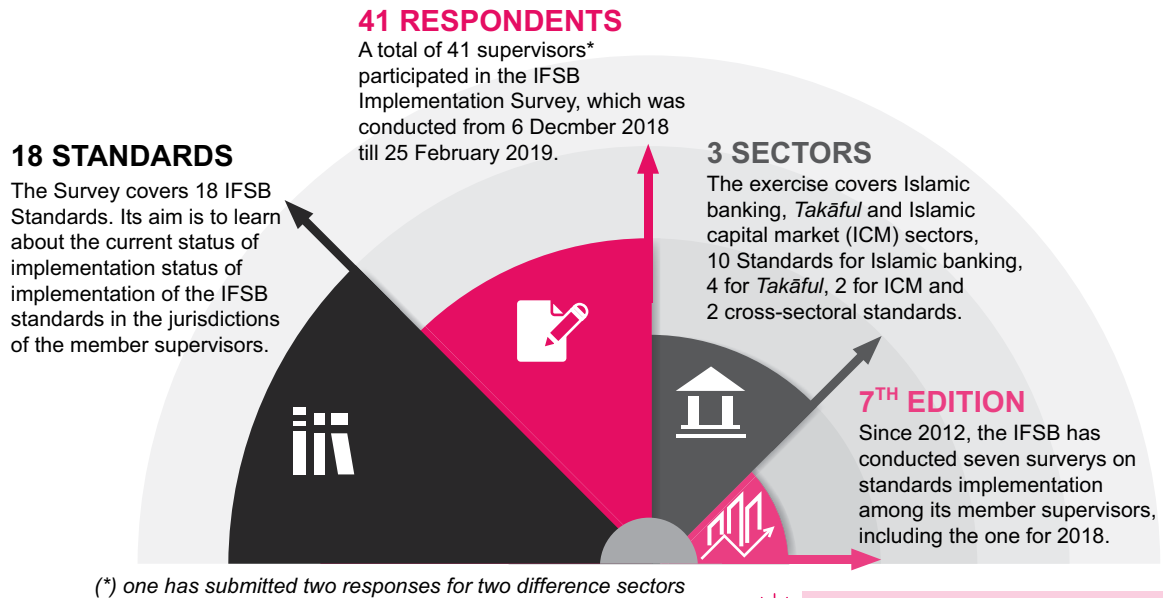 41 RESPONDENTS
A total of 41 supervisors*
participated in the IFSB
Implementation Survey, which was
conducted from 6 Decmber 2018
till 25 February 2019.
18 STANDARDS
The Survey covers 18 IFSB
Standards. Its aim is to learn
about the current status of
implementation status of
implementation of the IFSB
standards in the jurisdictions
of the member supervisors.
3 SECTORS
The exercise covers Islamic
banking, Takāful and Islamic
capital market (ICM) sectors,
10 Standards for Islamic banking,
4 for Takāful, 2 for ICM and
2 cross-sectoral standards.
7TH EDITION
Since 2012, the IFSB has
conducted seven surverys on
standards implementation
among its member supervisors,
including the one for 2018.
(*) one has submitted two responses for two difference sectors